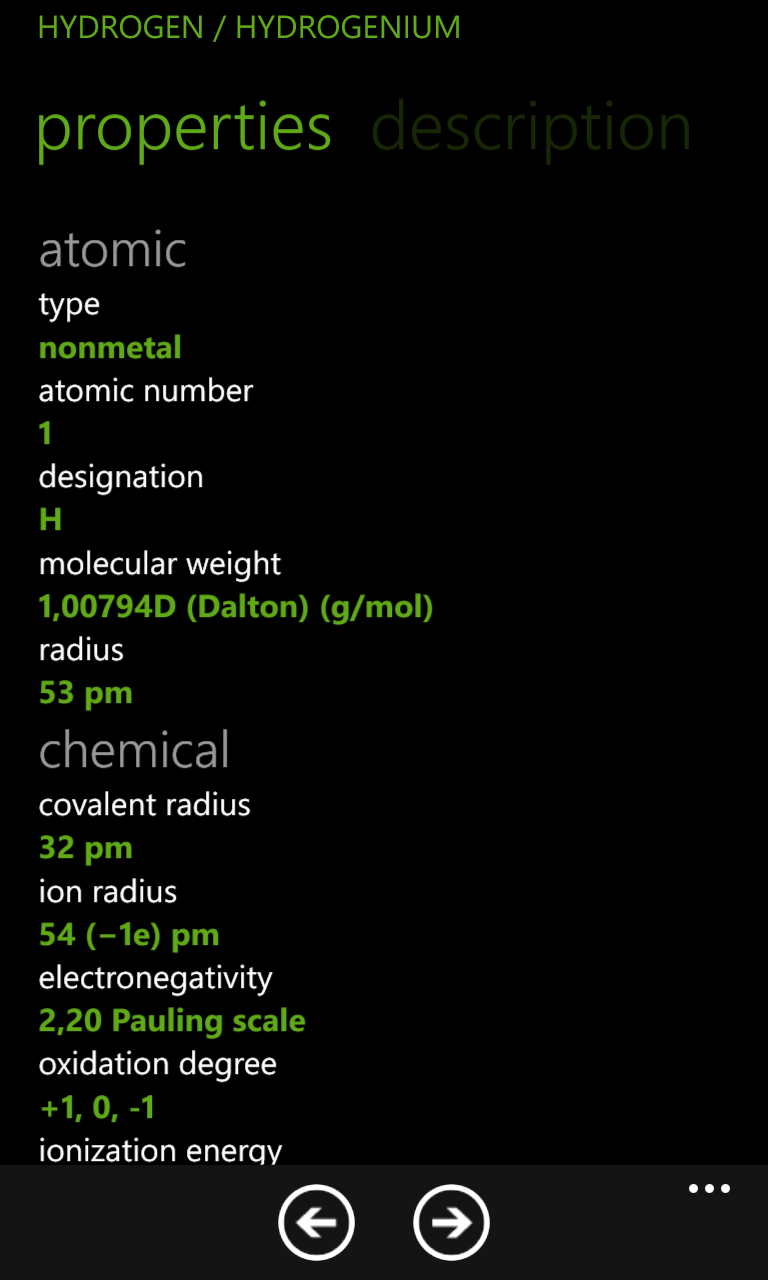 HYDROGEN / HYDROGENIUM
properties description
atomic
type
nonmetal
atomic number
1
designation
H
molecular weight
1,00794D (Dalton) (g/mol)
radius
53 pm
chemical
covalent radius
32 pm
ion radius
54 (−1e) pm
electronegativity
2,20 Pauling scale
oxidation degree
+1, 0, -1
ionization energy